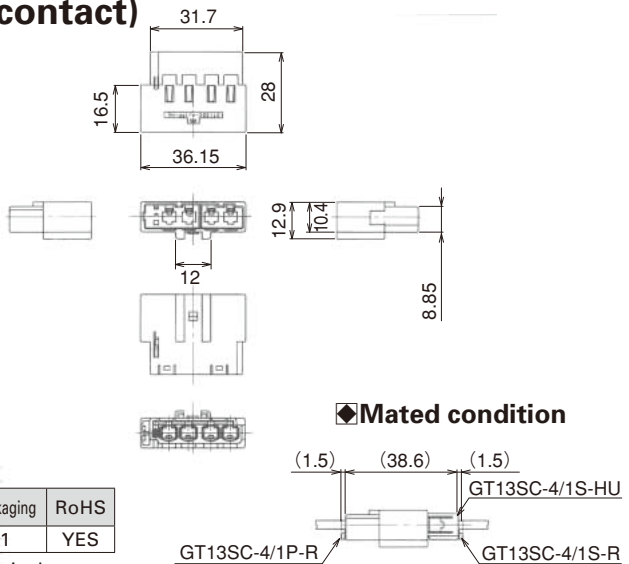 contact)
31.7
16.5
28
36.15
12.9
10.4
12
8.85
◆Mated condition
(1.5)
(38.6)
(1.5)
GT13SC-4/1S-HU
RoHS
1
YES
GT13SC-4/1P-R
GT13SC-4/1S-R